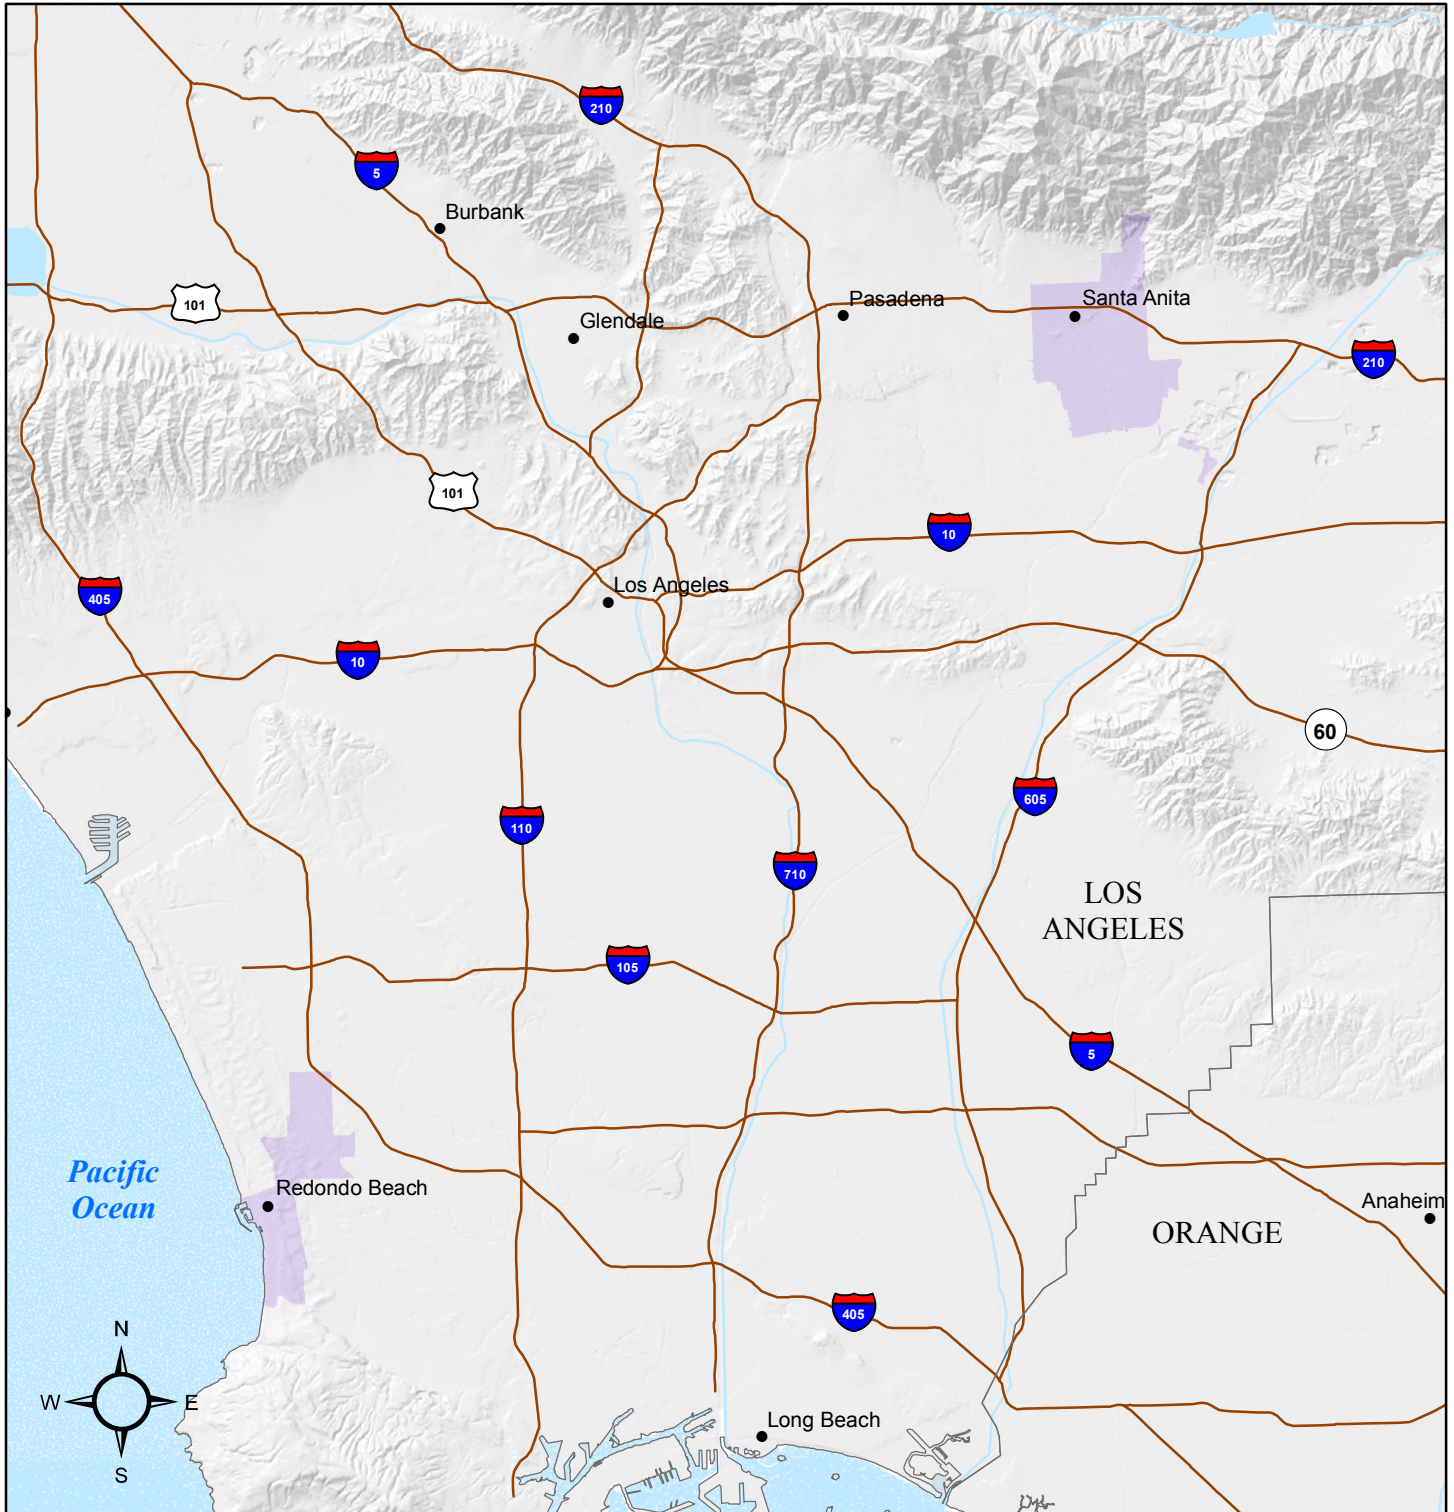 210
5
Burbank
101
Pasadena
Santa Anita
Glendale
210
101
10
Los Angeles
405
10
60
605
110
710
LOS
ANGELES
105
5
Pacific
Ocean
Redondo Beach
Anaheim
ORANGE
405
N
W
E
S
Long Beach